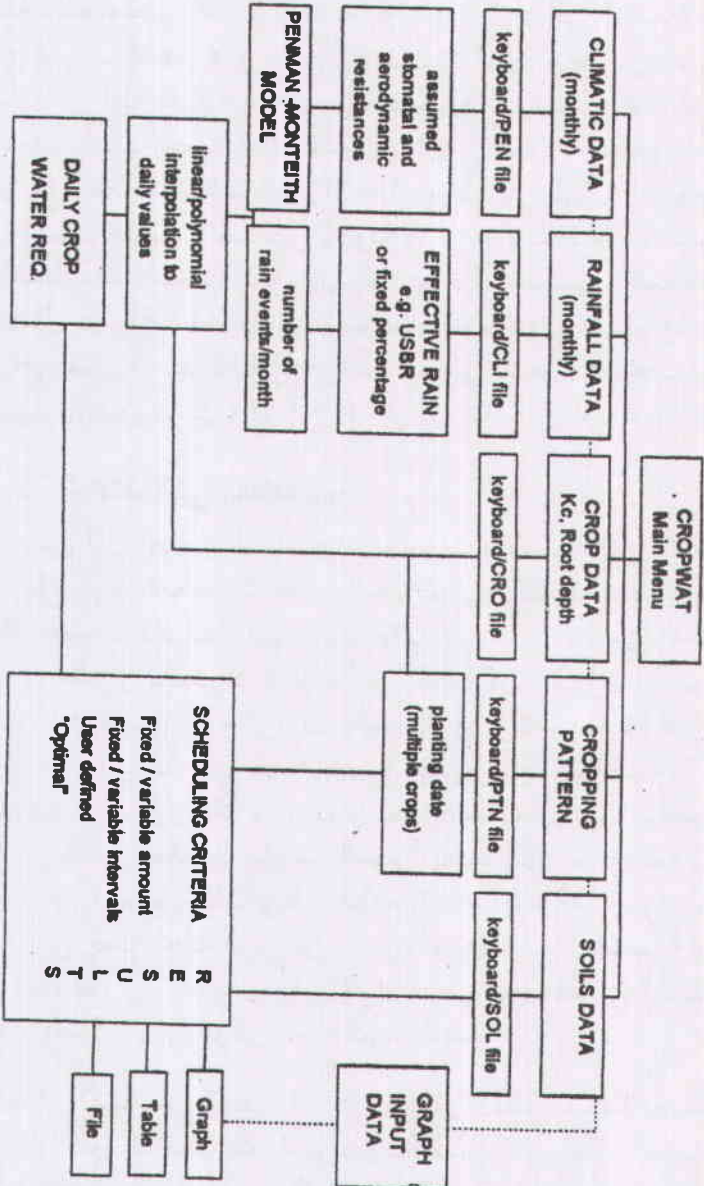 CROPWAT
Main Menu
CLIMATIC DATA
(monthly)
RAINFALL DATA
(monthly)
CROP DATA
Kc, Root depth
CROPPING
PATTERN
SOILS DATA
keyboard/PEN file
keyboard/CLI file
keyboard/CRO file
keyboard/PTN file
keyboard/SOL file
assumed
stomatal and
aerodynamic
resistances
EFFECTIVE RAIN
e.g. USBR
or fixed percentage
planting date
(multiple crops)
GRAPH
INPUT
DATA
PENMAN-MONTEITH
MODEL
number of
rain events/month
linear/polynomial
interpolation to
daily values
DAILY CROP
WATER REQ.
SCHEDULING CRITERIA
Fixed / variable amount
Fixed / variable intervals
User defined
"Optimal"
R
E
S
U
L
T
S
Graph
Table
File